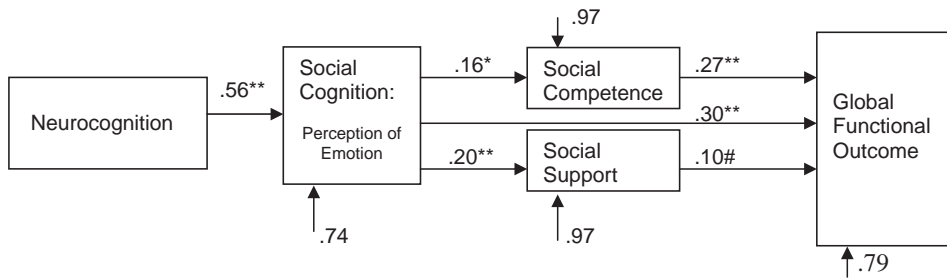 .97
Social
Cognition:
Perception of
Emotion
.16*
Social
Competence
.27**
Global
Functional
Outcome
.56**
Neurocognition
.30**
.20**
Social
Support
.10#
.74
.97
.79